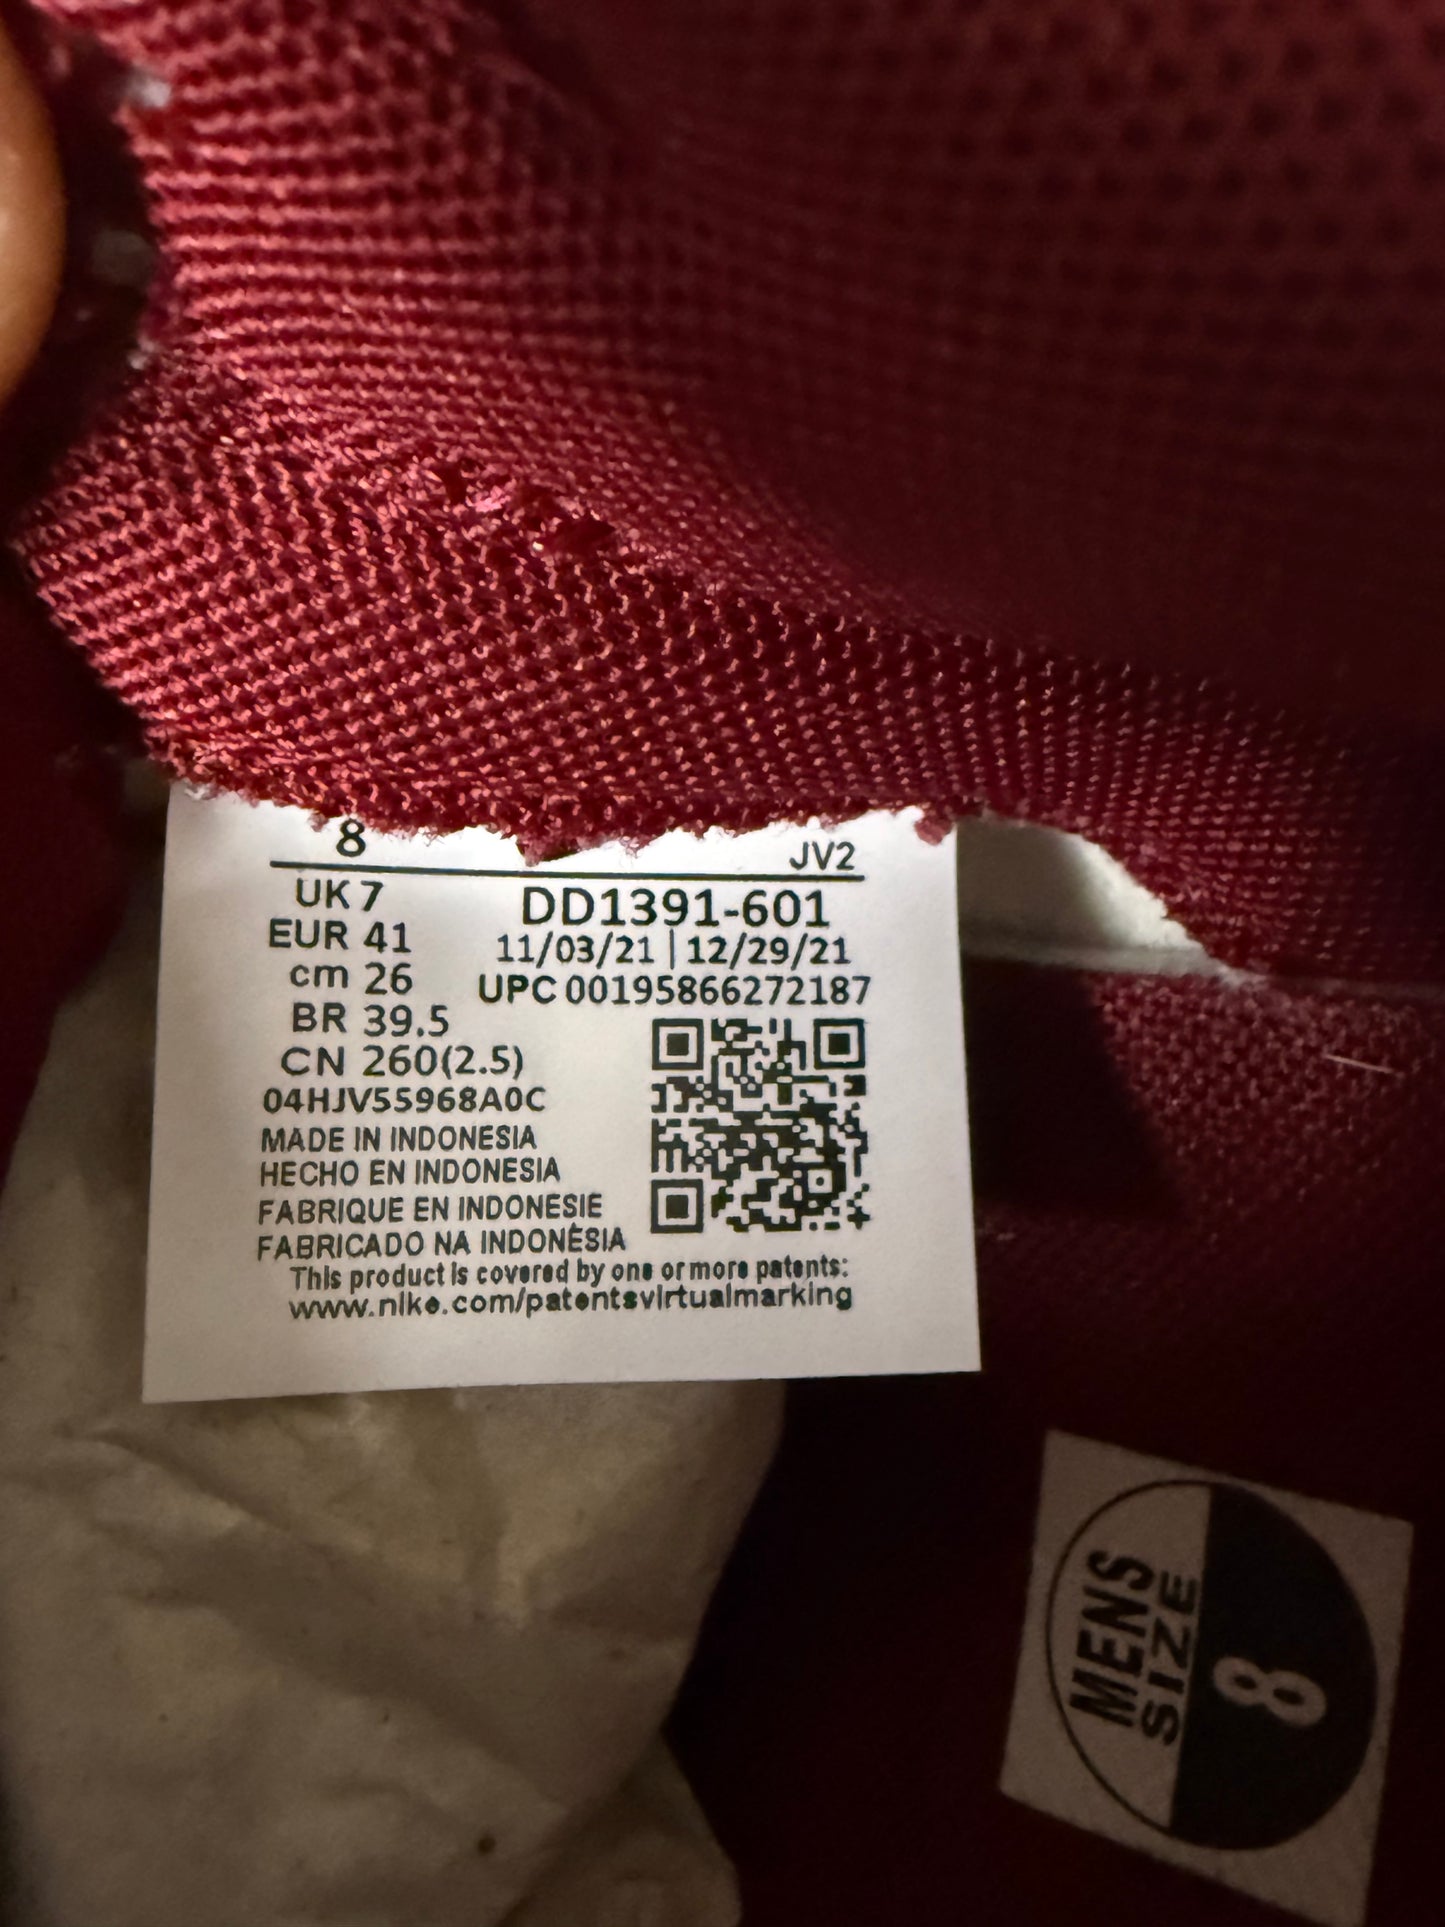 8
JV2
UK 7
DD1391-601
EUR 41
11/03/21 | 12/29/21
cm 26
UPC 00195866272187
BR 39.5
CN 260(2.5)
04HJV55968A0C
MADE IN INDONESIA
HECHO EN INDONESIA
FABRIQUE EN INDONESIE
FABRICADO NA INDONÉSIA
This product is covered by one or more patents:
www.nike.com/patentsvirtualmarking
MENS
SIZE
8